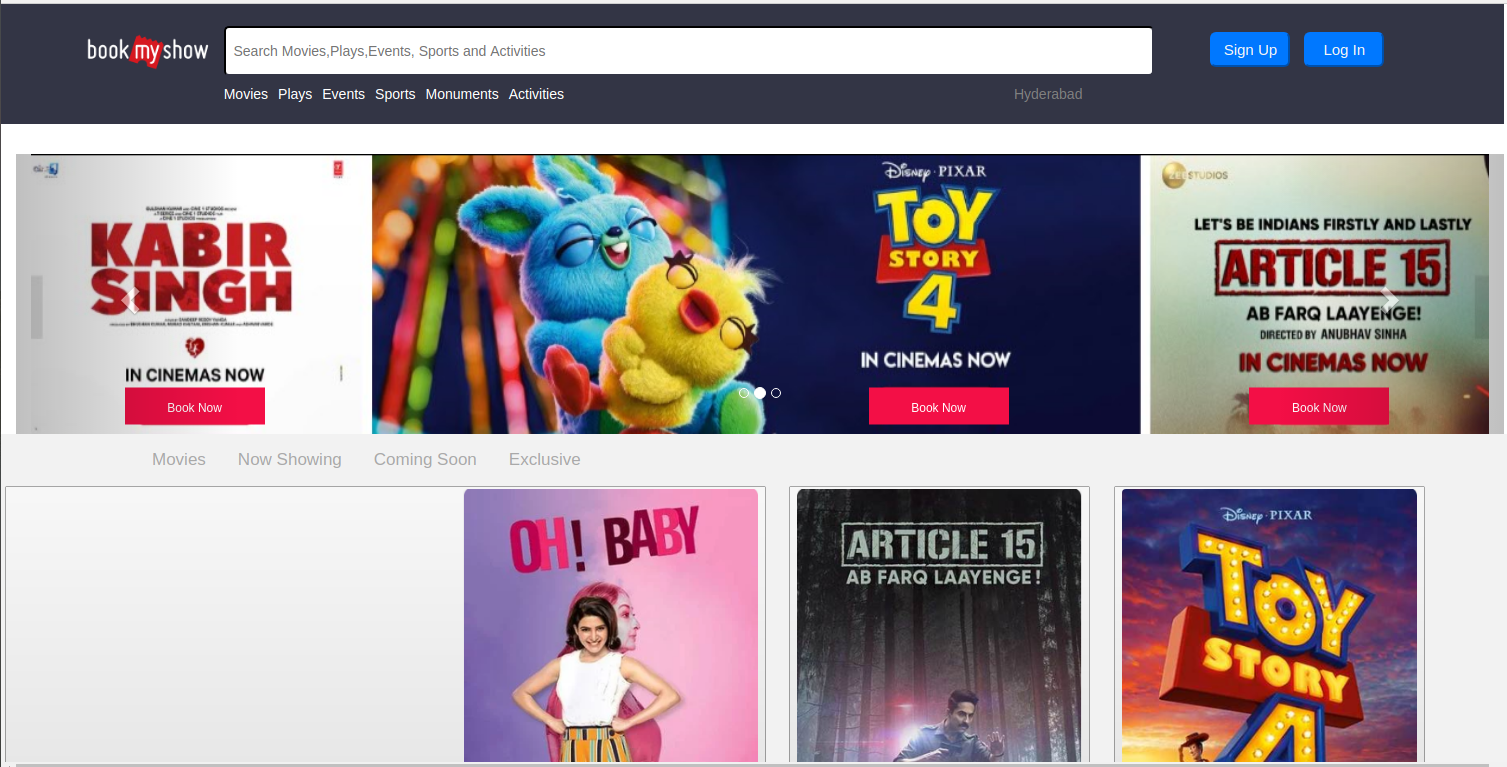 book my show
Search Movies,Plays,Events, Sports and Activities
Sign Up
Log In
Movies Plays Events Sports Monuments Activities
Hyderabad
KABIR
SINGH
IN CINEMAS NOW
Book Now
Disney · PIXAR
TOY
STORY
4
IN CINEMAS NOW
Book Now
ZEE STUDIOS
LET'S BE INDIANS FIRSTLY AND LASTLY
ARTICLE 15
AB FARQ LAAYENGE!
DIRECTED BY ANUBHAV SINHA
IN CINEMAS NOW
Book Now
Movies Now Showing Coming Soon Exclusive
OH! BABY
ARTICLE 15
AB FARQ LAAYENGE!
Disney · PIXAR
TOY
STORY
4